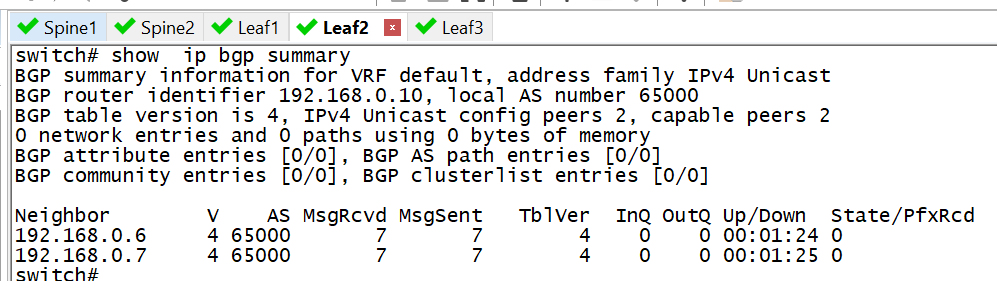 Spine1 Spine2 Leaf1 Leaf2 x Leaf3
switch# show  ip bgp summary
BGP summary information for VRF default, address family IPv4 Unicast
BGP router identifier 192.168.0.10, local AS number 65000
BGP table version is 4, IPv4 Unicast config peers 2, capable peers 2
0 network entries and 0 paths using 0 bytes of memory
BGP attribute entries [0/0], BGP AS path entries [0/0]
BGP community entries [0/0], BGP clusterlist entries [0/0]

Neighbor        V    AS MsgRcvd MsgSent   TblVer  InQ OutQ Up/Down  State/PfxRcd
192.168.0.6     4 65000       7       7        4    0    0 00:01:24 0
192.168.0.7     4 65000       7       7        4    0    0 00:01:25 0
switch#